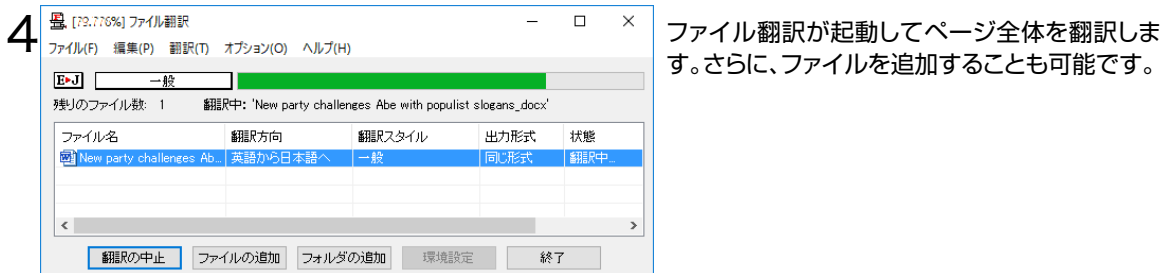 4
[79.776%] ファイル翻訳
ファイル(F) 編集(P) 翻訳(T) オプション(O) ヘルプ(H)
E▸J 一般
残りのファイル数: 1 翻訳中: 'New party challenges Abe with populist slogans_docx'
ファイル名 翻訳方向 翻訳スタイル 出力形式 状態
New party challenges Ab... 英語から日本語へ 一般 同じ形式 翻訳中...
翻訳の中止 ファイルの追加 フォルダの追加 環境設定 終了
ファイル翻訳が起動してページ全体を翻訳しま
す。さらに、ファイルを追加することも可能です。